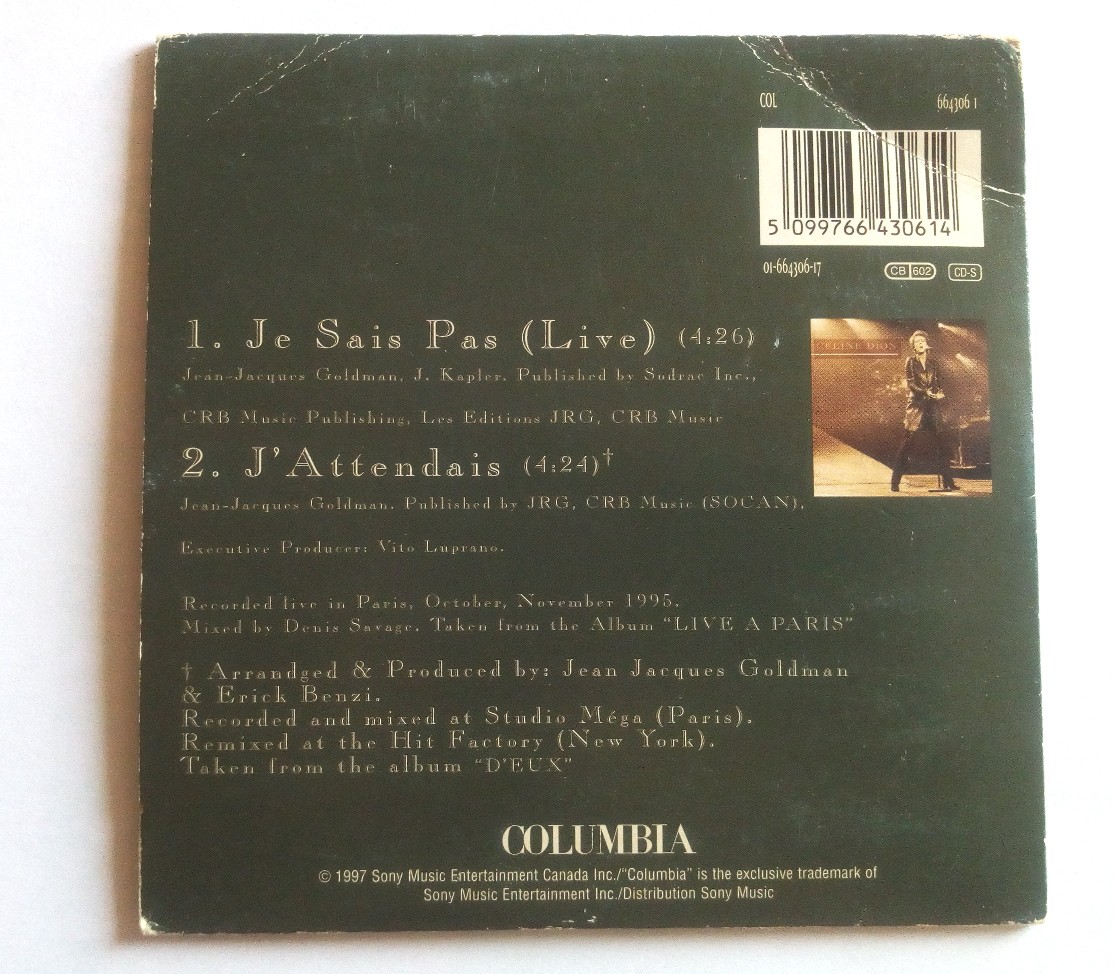 COL 664306 1
5 099766 430614
01-664306-17 CB 602 CD-S
1. Je Sais Pas (Live) (4:26)
CELINE DION
Jean-Jacques Goldman, J. Kapler. Published by Sodrac Inc.,
CRB Music Publishing, Les Editions JRG, CRB Music
2. J'Attendais (4:24)†
Jean-Jacques Goldman. Published by JRG, CRB Music (SOCAN),
Executive Producer: Vito Luprano.
Recorded live in Paris, October, November 1995.
Mixed by Denis Savage. Taken from the Album "LIVE A PARIS"
† Arrandged & Produced by: Jean Jacques Goldman
& Erick Benzi.
Recorded and mixed at Studio Méga (Paris).
Remixed at the Hit Factory (New York).
Taken from the album "D'EUX"
COLUMBIA
© 1997 Sony Music Entertainment Canada Inc./"Columbia" is the exclusive trademark of
Sony Music Entertainment Inc./Distribution Sony Music